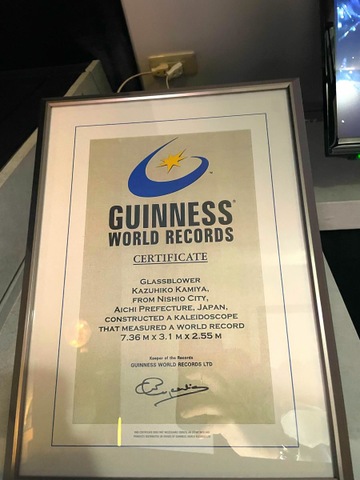 GUINNESS®
WORLD RECORDS
CERTIFICATE
GLASSBLOWER
KAZUHIKO KAMIYA,
FROM NISHIO CITY,
AICHI PREFECTURE, JAPAN,
CONSTRUCTED A KALEIDOSCOPE
THAT MEASURED A WORLD RECORD
7.36 M X 3.1 M X 2.55 M
Keeper of the Records
GUINNESS WORLD RECORDS LTD